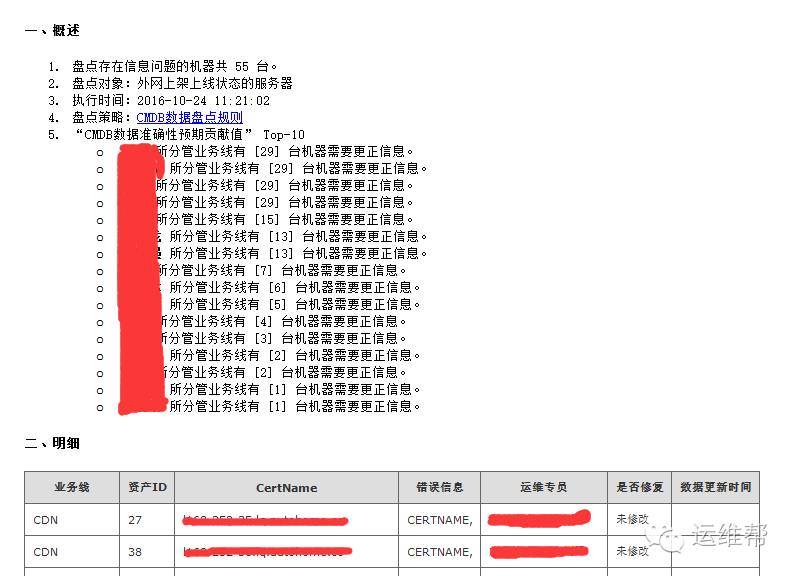 一、概述
1. 盘点存在信息问题的机器共 55 台。
2. 盘点对象：外网上架上线状态的服务器
3. 执行时间：2016-10-24 11:21:02
4. 盘点策略：CMDB数据盘点规则
5. “CMDB数据准确性预期贡献值” Top-10
所分管业务线有 [29] 台机器需要更正信息。
所分管业务线有 [29] 台机器需要更正信息。
所分管业务线有 [29] 台机器需要更正信息。
所分管业务线有 [29] 台机器需要更正信息。
所分管业务线有 [15] 台机器需要更正信息。
所分管业务线有 [13] 台机器需要更正信息。
所分管业务线有 [13] 台机器需要更正信息。
所分管业务线有 [7] 台机器需要更正信息。
所分管业务线有 [6] 台机器需要更正信息。
所分管业务线有 [5] 台机器需要更正信息。
所分管业务线有 [4] 台机器需要更正信息。
所分管业务线有 [3] 台机器需要更正信息。
所分管业务线有 [2] 台机器需要更正信息。
所分管业务线有 [2] 台机器需要更正信息。
所分管业务线有 [1] 台机器需要更正信息。
所分管业务线有 [1] 台机器需要更正信息。
二、明细
业务线 资产ID CertName 错误信息 运维专员 是否修复 数据更新时间
CDN 27 CERTNAME, 未修改
CDN 38 CERTNAME, 未修改
运维帮